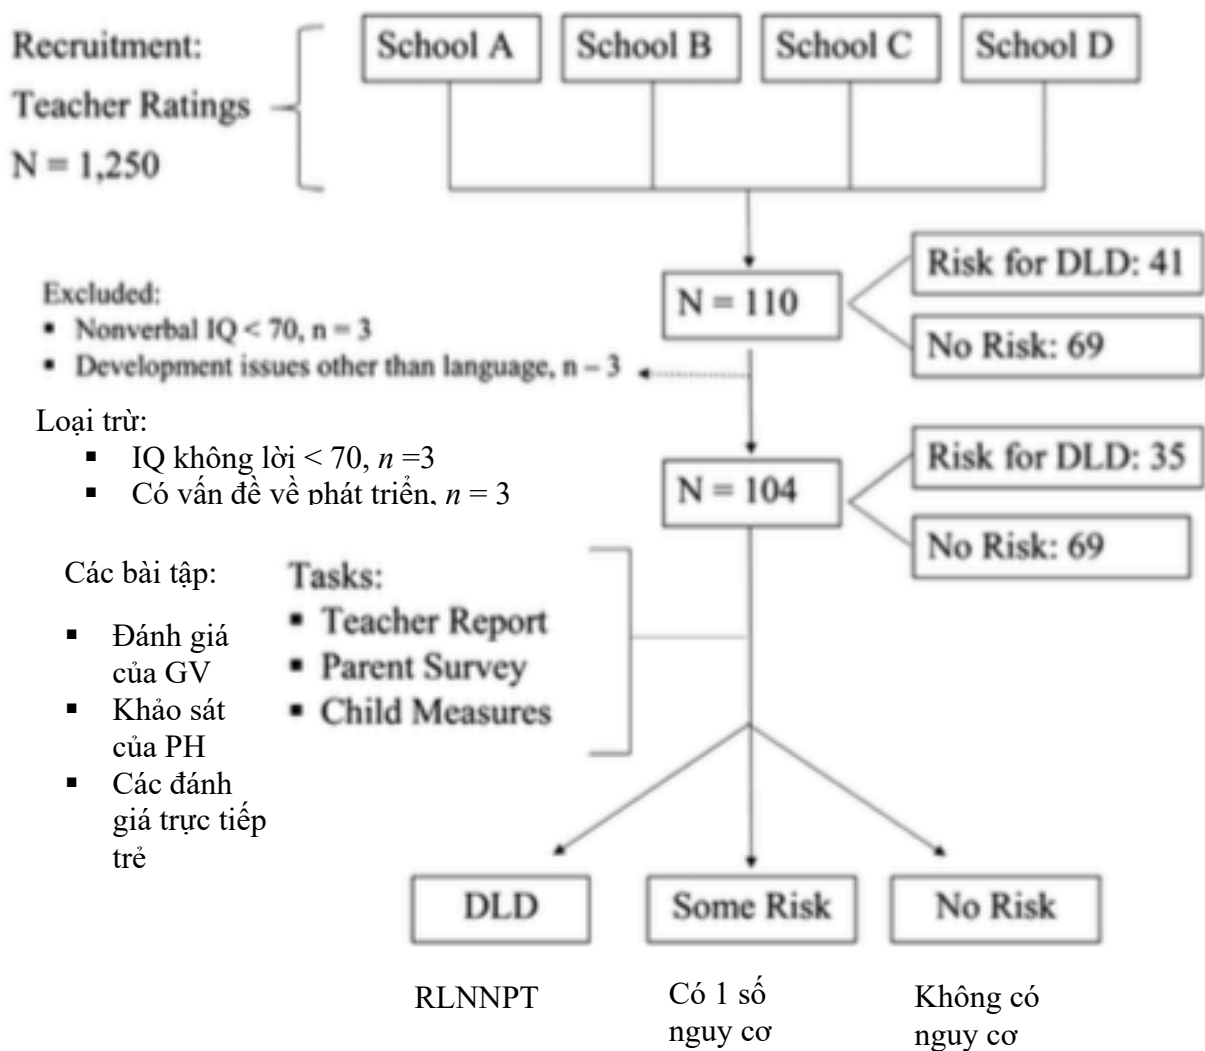 Recruitment:
Teacher Ratings
N = 1,250
School A
School B
School C
School D
N = 110
Risk for DLD: 41
No Risk: 69
Excluded:
▪ Nonverbal IQ < 70, n = 3
▪ Development issues other than language, n – 3
Loại trừ:
▪ IQ không lời < 70, n =3
▪ Có vấn đề về phát triển, n = 3
N = 104
Risk for DLD: 35
No Risk: 69
Các bài tập:
▪ Đánh giá
của GV
▪ Khảo sát
của PH
▪ Các đánh
giá trực tiếp
trẻ
Tasks:
▪ Teacher Report
▪ Parent Survey
▪ Child Measures
DLD
Some Risk
No Risk
RLNNPT
Có 1 số
nguy cơ
Không có
nguy cơ